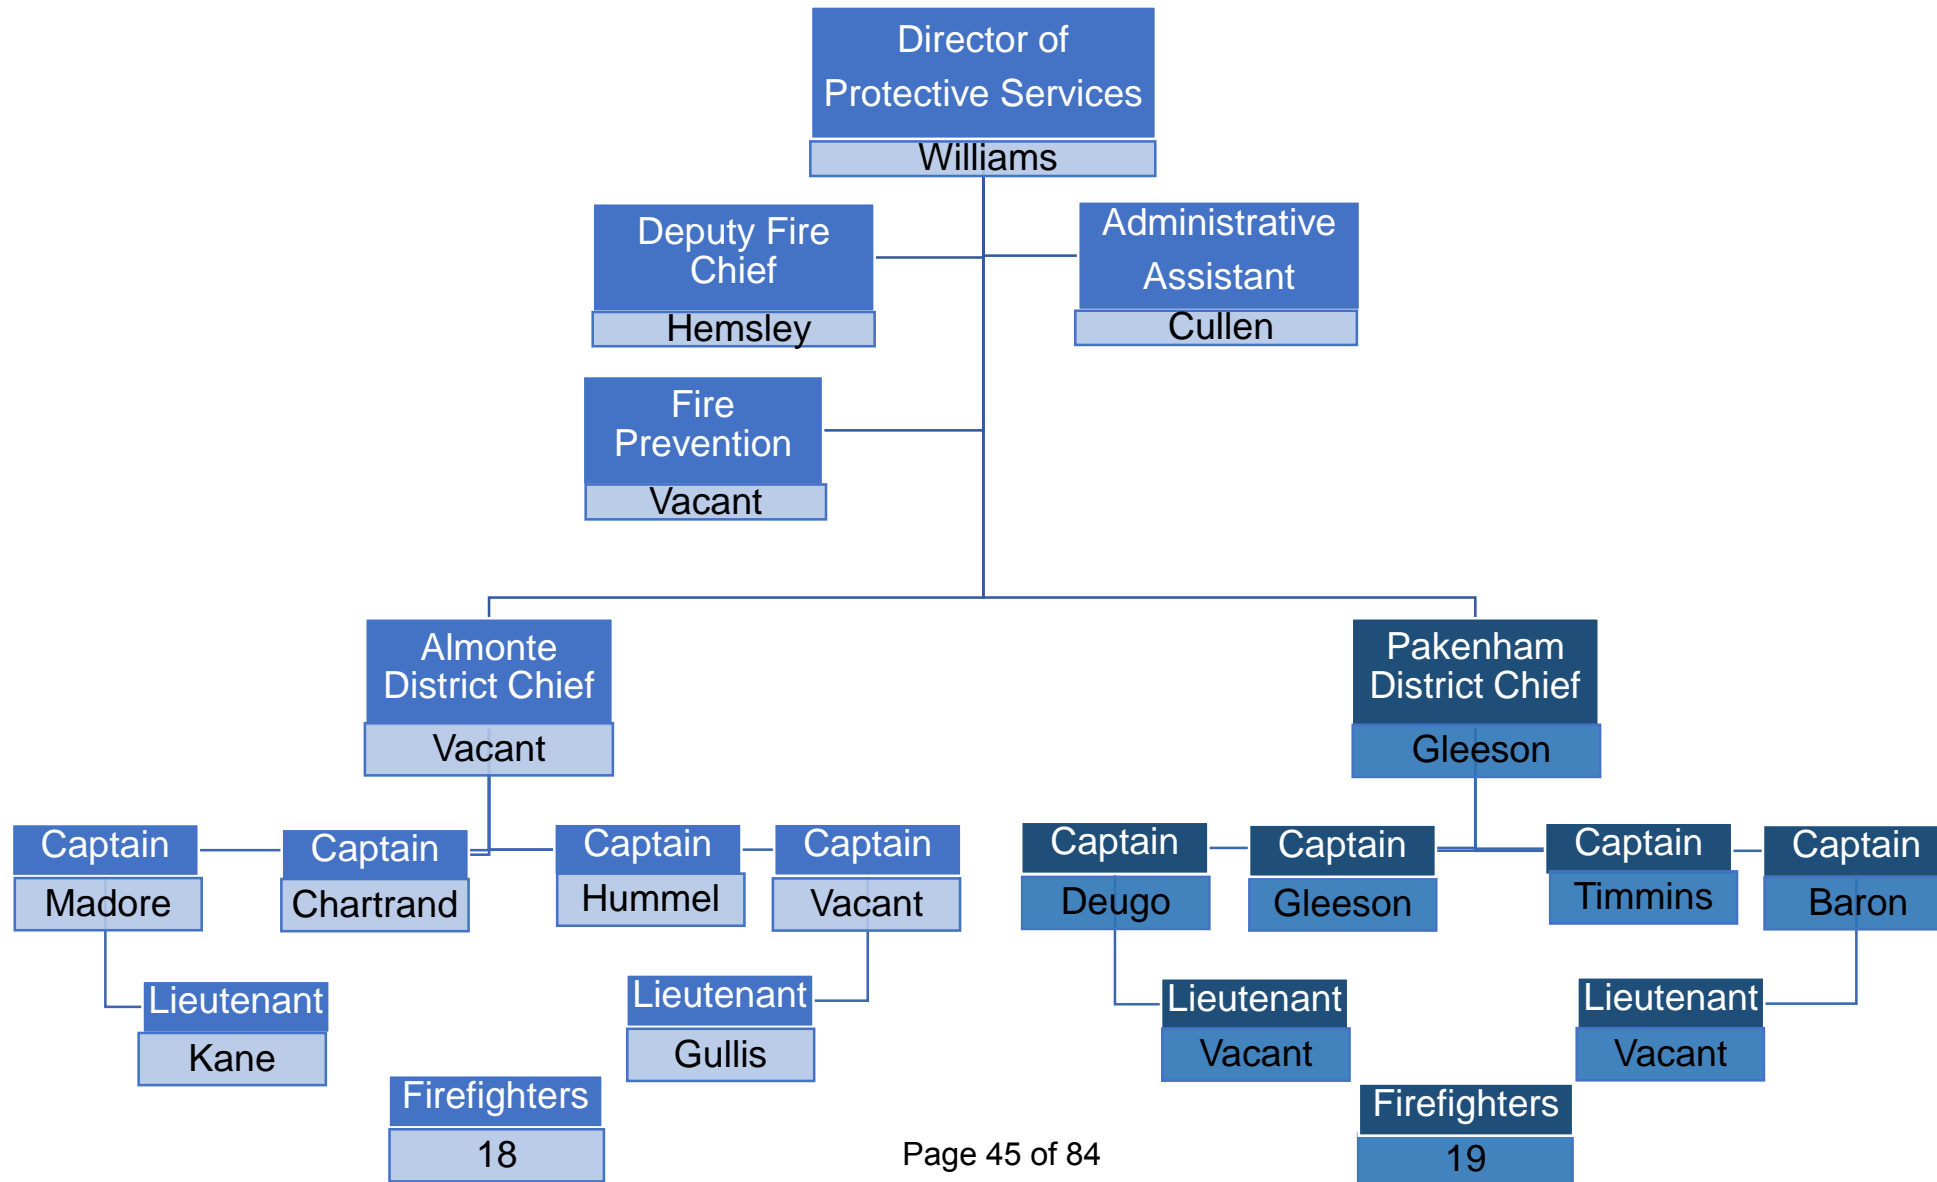 Director of
Protective Services
Williams
Deputy Fire
Chief
Hemsley
Administrative
Assistant
Cullen
Fire
Prevention
Vacant
Almonte
District Chief
Vacant
Pakenham
District Chief
Gleeson
Captain
Madore
Captain
Chartrand
Captain
Hummel
Captain
Vacant
Captain
Deugo
Captain
Gleeson
Captain
Timmins
Captain
Baron
Lieutenant
Kane
Lieutenant
Gullis
Lieutenant
Vacant
Lieutenant
Vacant
Firefighters
18
Firefighters
19
Page 45 of 84